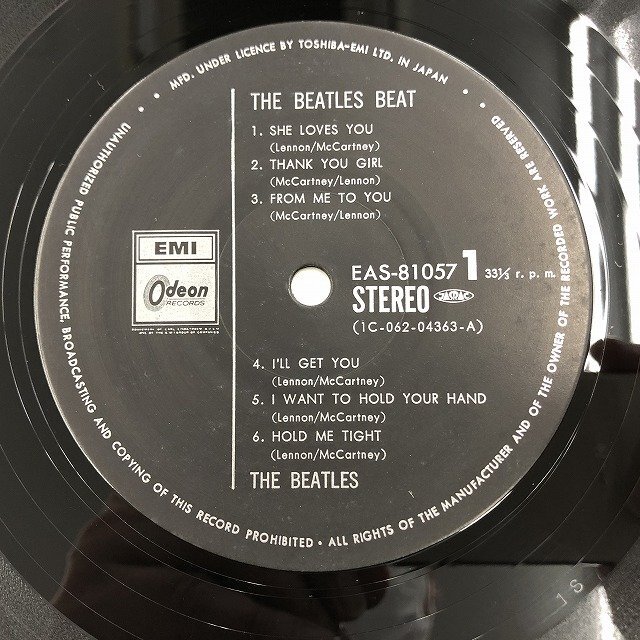 MFD. UNDER LICENCE BY TOSHIBA-EMI LTD. IN JAPAN
THE BEATLES BEAT
1. SHE LOVES YOU
(Lennon/McCartney)
2. THANK YOU GIRL
(McCartney/Lennon)
3. FROM ME TO YOU
(McCartney/Lennon)
EMI
Odeon
RECORDS
EAS-81057 1 33⅓ r. p. m.
STEREO
(1C-062-04363-A)
4. I'LL GET YOU
(Lennon/McCartney)
5. I WANT TO HOLD YOUR HAND
(Lennon/McCartney)
6. HOLD ME TIGHT
(Lennon/McCartney)
THE BEATLES
UNAUTHORIZED PUBLIC PERFORMANCE, BROADCASTING AND COPYING OF THIS RECORD PROHIBITED • ALL RIGHTS OF THE MANUFACTURER AND OF THE OWNER OF THE RECORDED WORK ARE RESERVED
1S